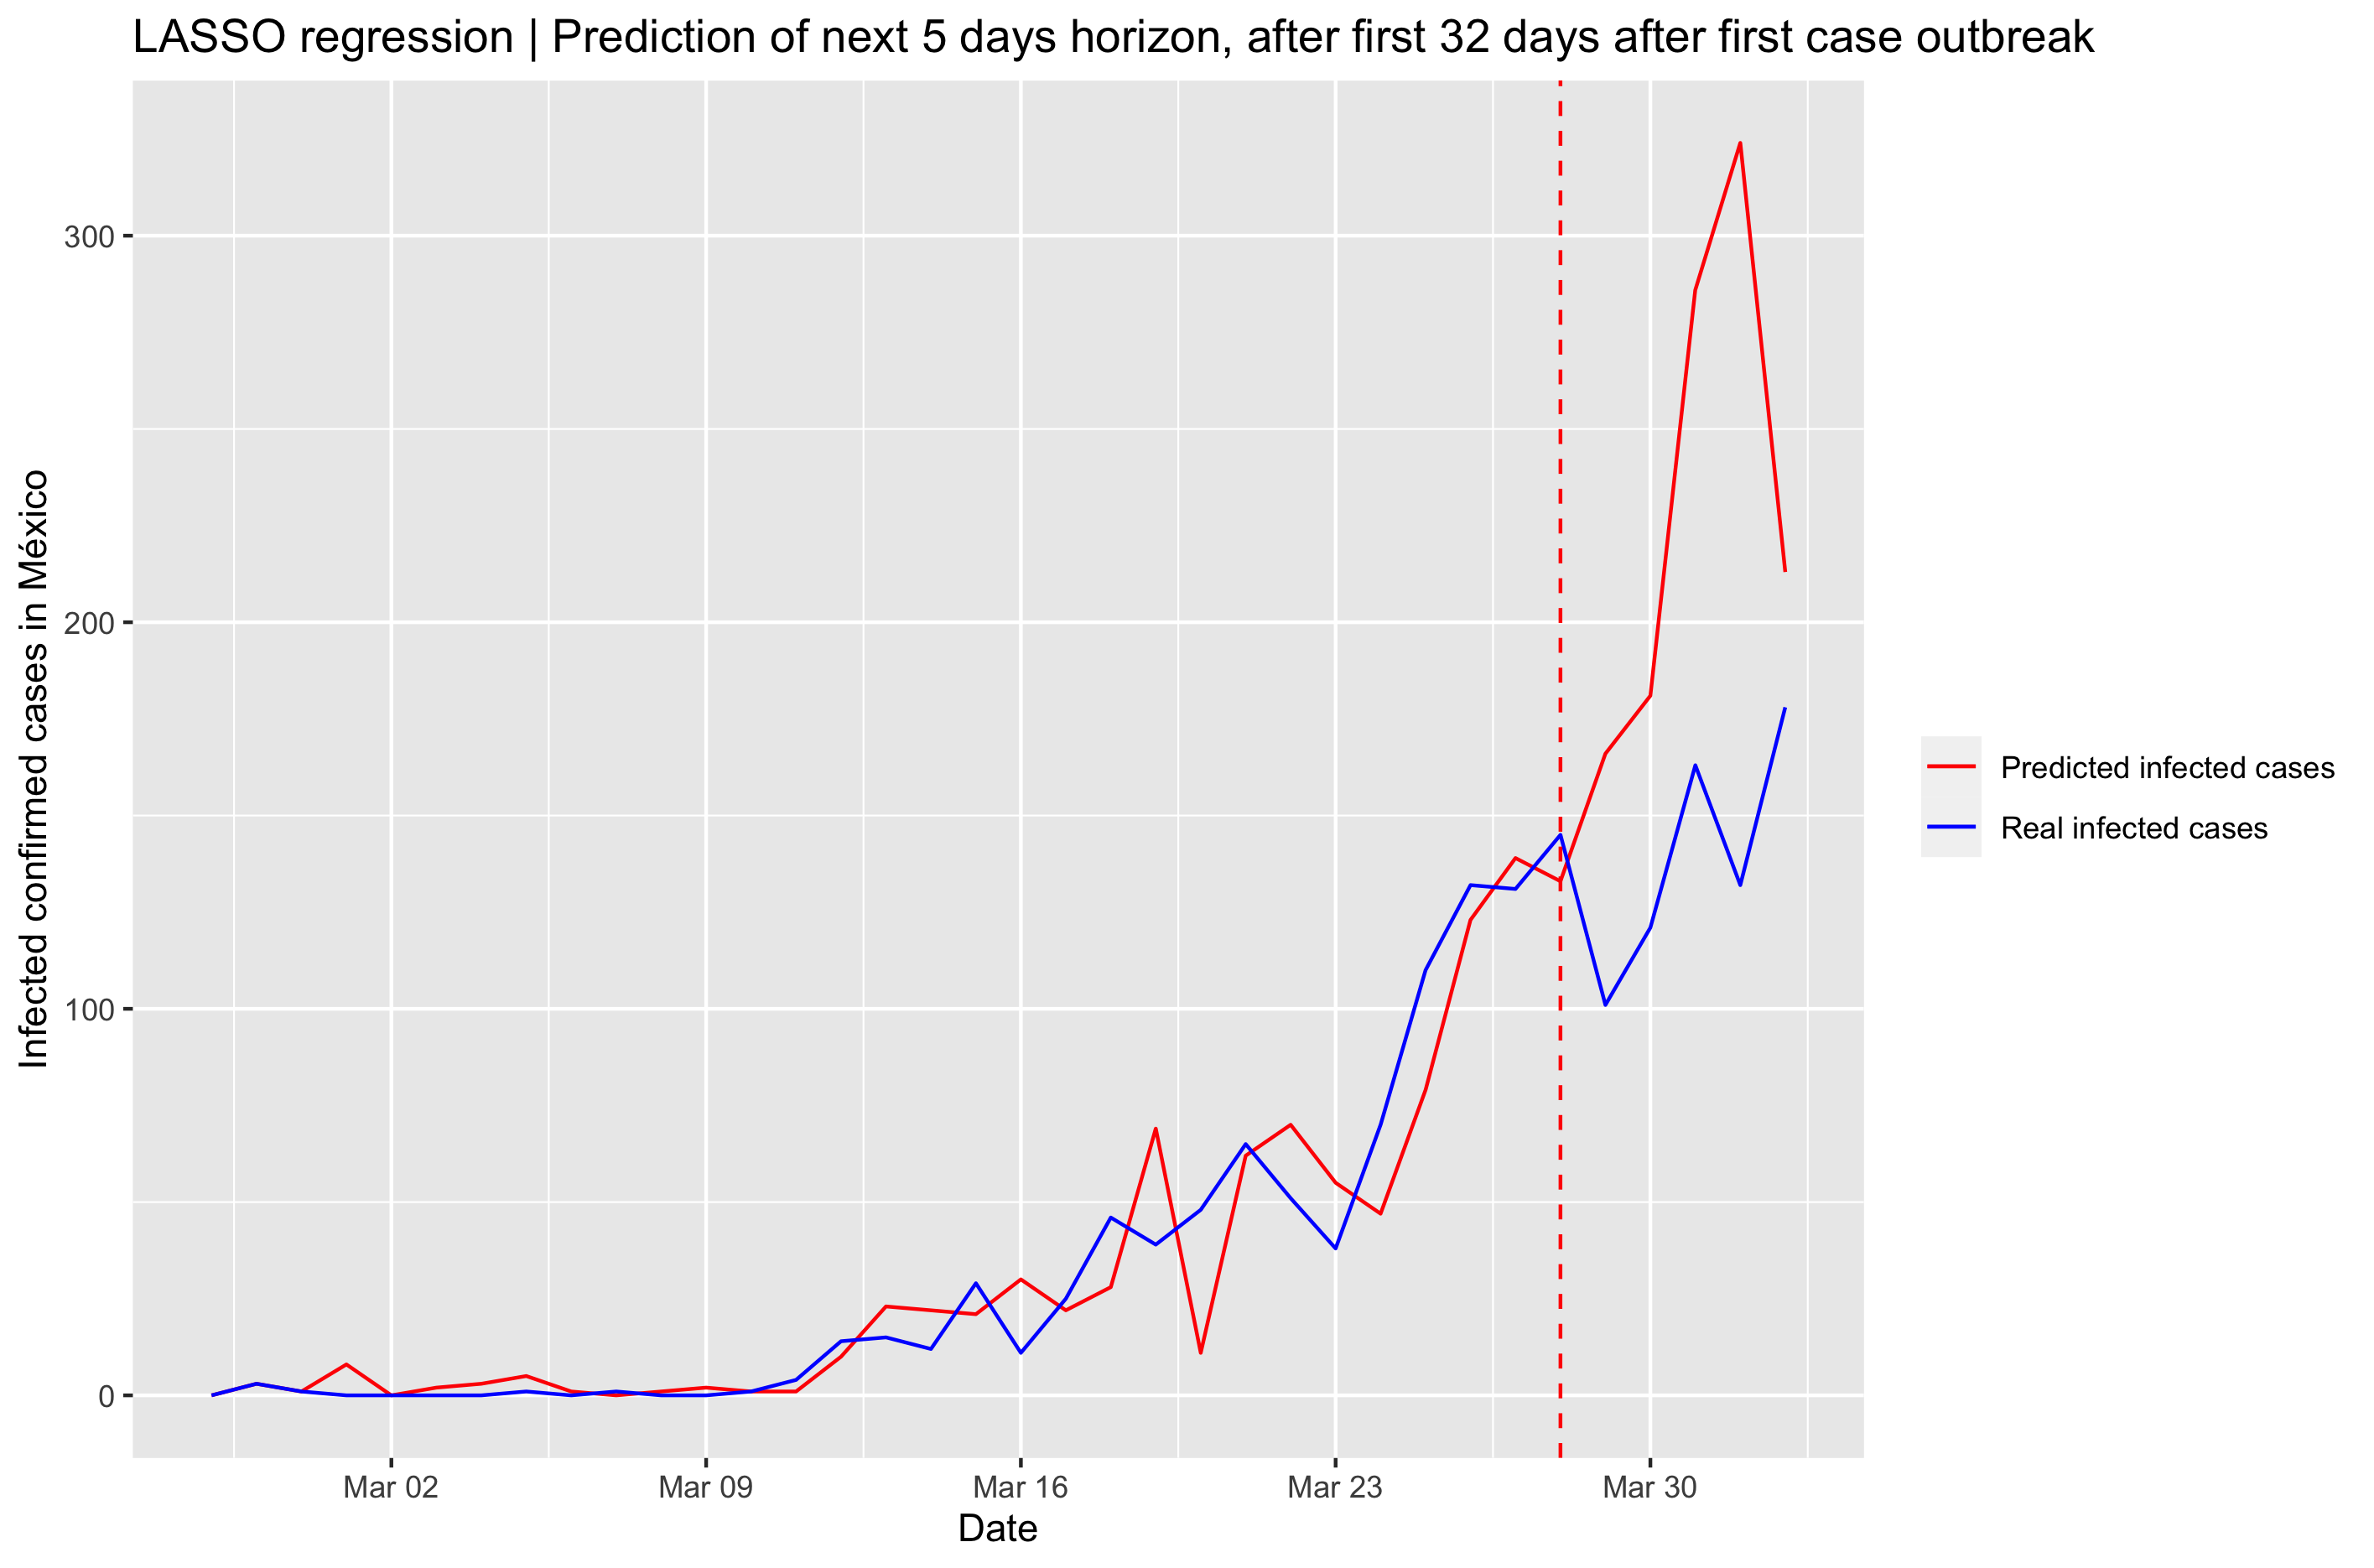 LASSO regression | Prediction of next 5 days horizon, after first 32 days after first case outbreak
Infected confirmed cases in México
300
200
100
0
Mar 02
Mar 09
Mar 16
Mar 23
Mar 30
Date
Predicted infected cases
Real infected cases